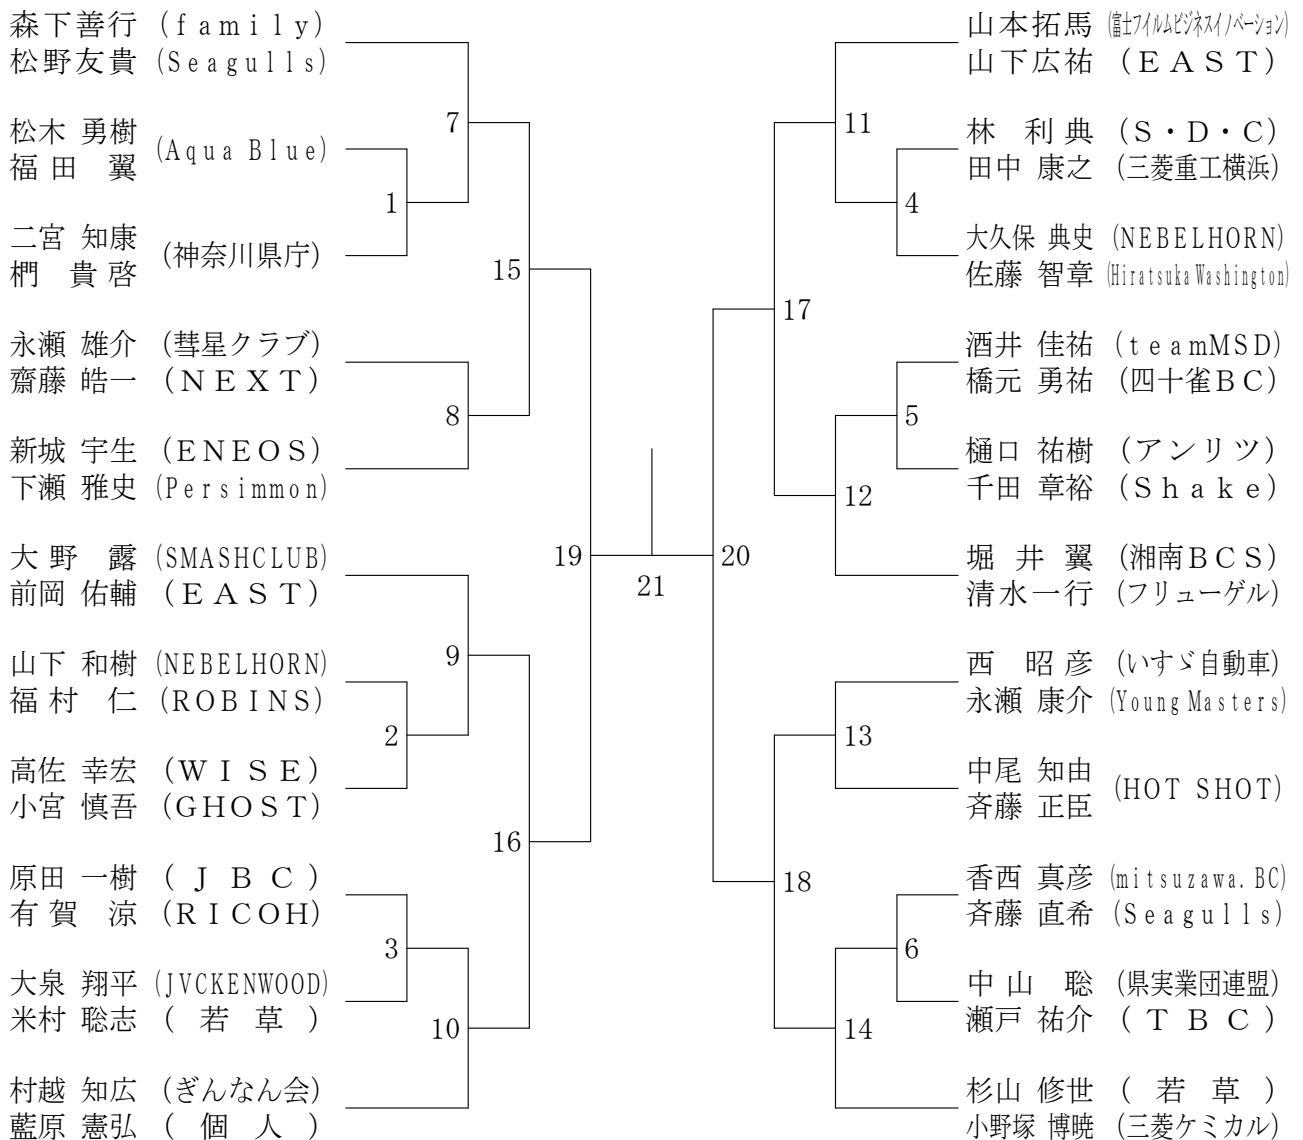 森下善行 (family)
松野友貴 (Seagulls)
松木 勇樹
福田 翼
(Aqua Blue)
二宮 知康
椚 貴啓
(神奈川県庁)
永瀬 雄介 (彗星クラブ)
齋藤 皓一 (NEXT)
新城 宇生 (ENEOS)
下瀬 雅史 (Persimmon)
大野 露 (SMASHCLUB)
前岡 佑輔 (EAST)
山下 和樹 (NEBELHORN)
福村 仁 (ROBINS)
高佐 幸宏 (WISE)
小宮 慎吾 (GHOST)
原田 一樹 (JBC)
有賀 涼 (RICOH)
大泉 翔平 (JVCKENWOOD)
米村 聡志 (若草)
村越 知広 (ぎんなん会)
藍原 憲弘 (個人)
1
2
3
7
8
9
10
15
16
19
21
20
17
18
11
12
13
14
4
5
6
山本拓馬 (富士フイルムビジネスイノベーション)
山下広祐 (EAST)
林 利典 (S・D・C)
田中 康之 (三菱重工横浜)
大久保 典史 (NEBELHORN)
佐藤 智章 (Hiratsuka Washington)
酒井 佳祐 (teamMSD)
橋元 勇祐 (四十雀BC)
樋口 祐樹 (アンリツ)
千田 章裕 (Shake)
堀井 翼 (湘南BCS)
清水一行 (フリューゲル)
西 昭彦 (いすゞ自動車)
永瀬 康介 (Young Masters)
中尾 知由
斉藤 正臣
(HOT SHOT)
香西 真彦 (mitsuzawa.BC)
斉藤 直希 (Seagulls)
中山 聡 (県実業団連盟)
瀬戸 祐介 (TBC)
杉山 修世 (若草)
小野塚 博暁 (三菱ケミカル)